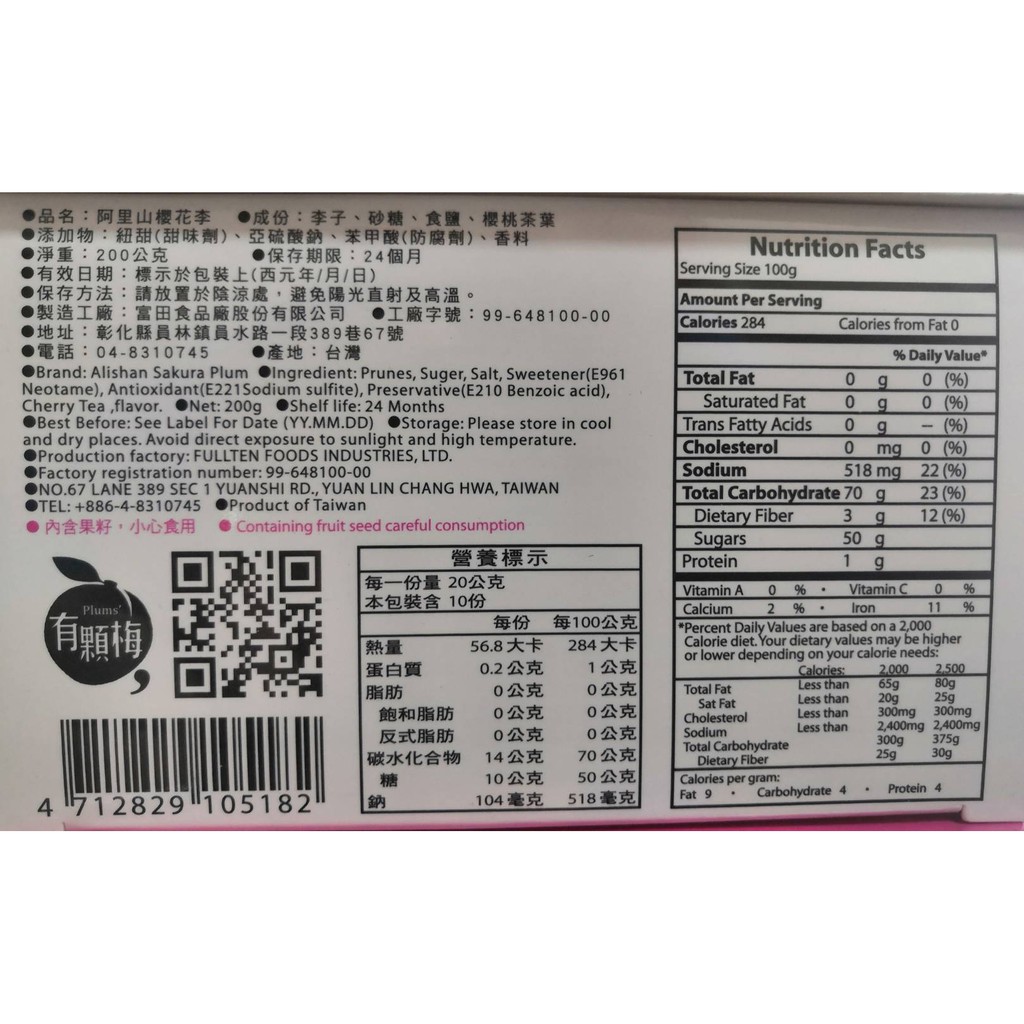 ●品名：阿里山櫻花李 ●成份：李子、砂糖、食鹽、櫻桃茶葉
●添加物：紐甜(甜味劑)、亞硫酸鈉、苯甲酸(防腐劑)、香料
●淨重：200公克 ●保存期限：24個月
●有效日期：標示於包裝上(西元年/月/日)
●保存方法：請放置於陰涼處，避免陽光直射及高溫。
●製造工廠：富田食品廠股份有限公司 ●工廠字號：99-648100-00
●地址：彰化縣員林鎮員水路一段389巷67號
●電話：04-8310745 ●產地：台灣
●Brand: Alishan Sakura Plum ●Ingredient: Prunes, Suger, Salt, Sweetener(E961
Neotame), Antioxidant(E221Sodium sulfite), Preservative(E210 Benzoic acid),
Cherry Tea ,flavor. ●Net: 200g ●Shelf life: 24 Months
●Best Before: See Label For Date (YY.MM.DD) ●Storage: Please store in cool
and dry places. Avoid direct exposure to sunlight and high temperature.
●Production factory: FULLTEN FOODS INDUSTRIES, LTD.
●Factory registration number: 99-648100-00
●NO.67 LANE 389 SEC 1 YUANSHI RD., YUAN LIN CHANG HWA, TAIWAN
●TEL: +886-4-8310745 ●Product of Taiwan
●內含果籽，小心食用 ●Containing fruit seed careful consumption
Plums'
有顆梅
4 712829 105182
營養標示
每一份量 20公克
本包裝含 10份
每份 每100公克
熱量 56.8大卡 284大卡
蛋白質 0.2公克 1公克
脂肪 0公克 0公克
飽和脂肪 0公克 0公克
反式脂肪 0公克 0公克
碳水化合物 14公克 70公克
糖 10公克 50公克
鈉 104毫克 518毫克
Nutrition Facts
Serving Size 100g
Amount Per Serving
Calories 284 Calories from Fat 0
% Daily Value*
Total Fat 0 g 0 (%)
Saturated Fat 0 g 0 (%)
Trans Fatty Acids 0 g – (%)
Cholesterol 0 mg 0 (%)
Sodium 518 mg 22 (%)
Total Carbohydrate 70 g 23 (%)
Dietary Fiber 3 g 12 (%)
Sugars 50 g
Protein 1 g
Vitamin A 0 % • Vitamin C 0 %
Calcium 2 % • Iron 11 %
*Percent Daily Values are based on a 2,000
Calorie diet. Your dietary values may be higher
or lower depending on your calorie needs:
Calories: 2,000 2,500
Total Fat Less than 65g 80g
Sat Fat Less than 20g 25g
Cholesterol Less than 300mg 300mg
Sodium Less than 2,400mg 2,400mg
Total Carbohydrate 300g 375g
Dietary Fiber 25g 30g
Calories per gram:
Fat 9 • Carbohydrate 4 • Protein 4